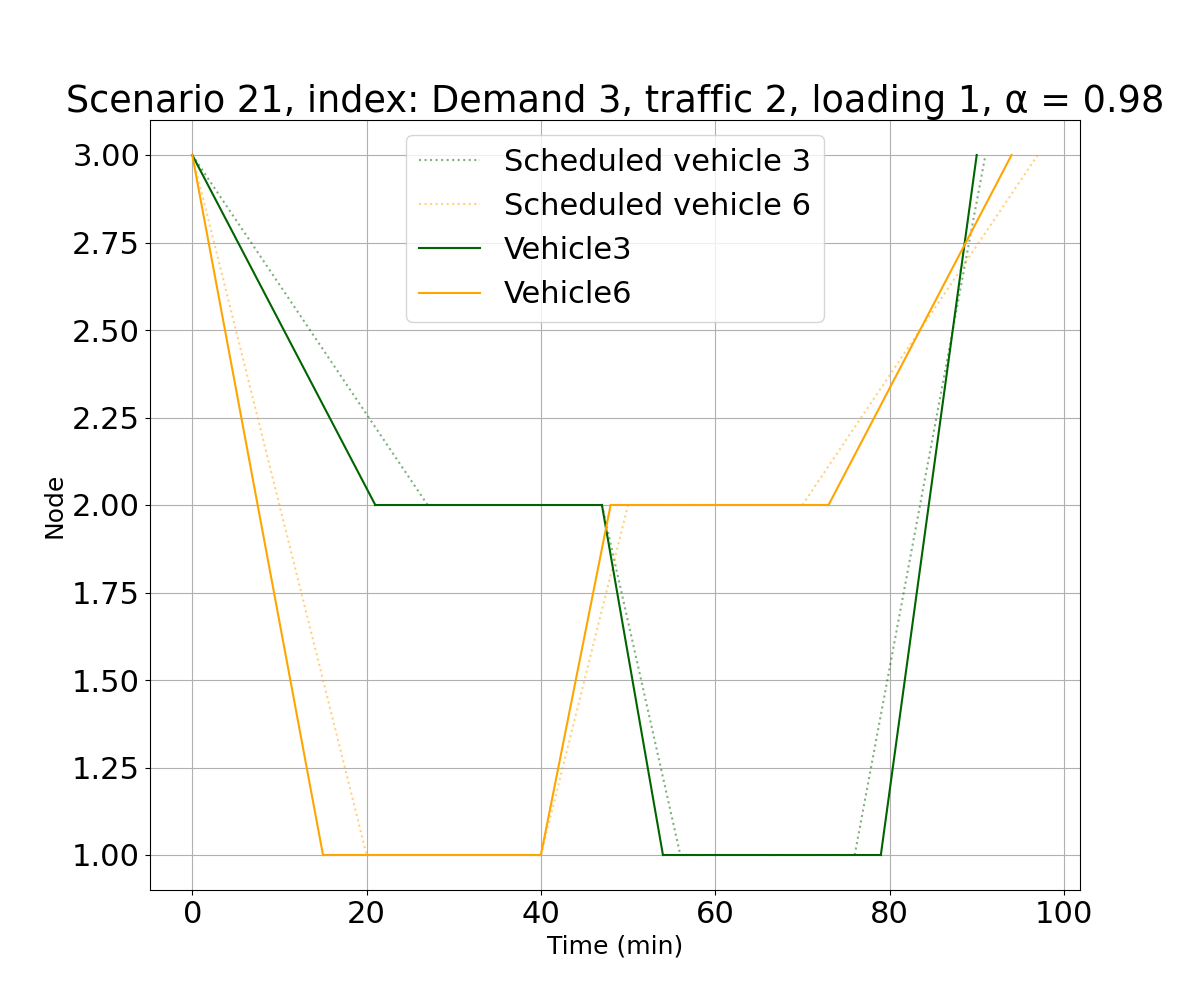 Scenario 21, index: Demand 3, traffic 2, loading 1, α = 0.98
Scheduled vehicle 3
Scheduled vehicle 6
Vehicle3
Vehicle6
3.00
2.75
2.50
2.25
2.00
1.75
1.50
1.25
1.00
Node
0 20 40 60 80 100
Time (min)